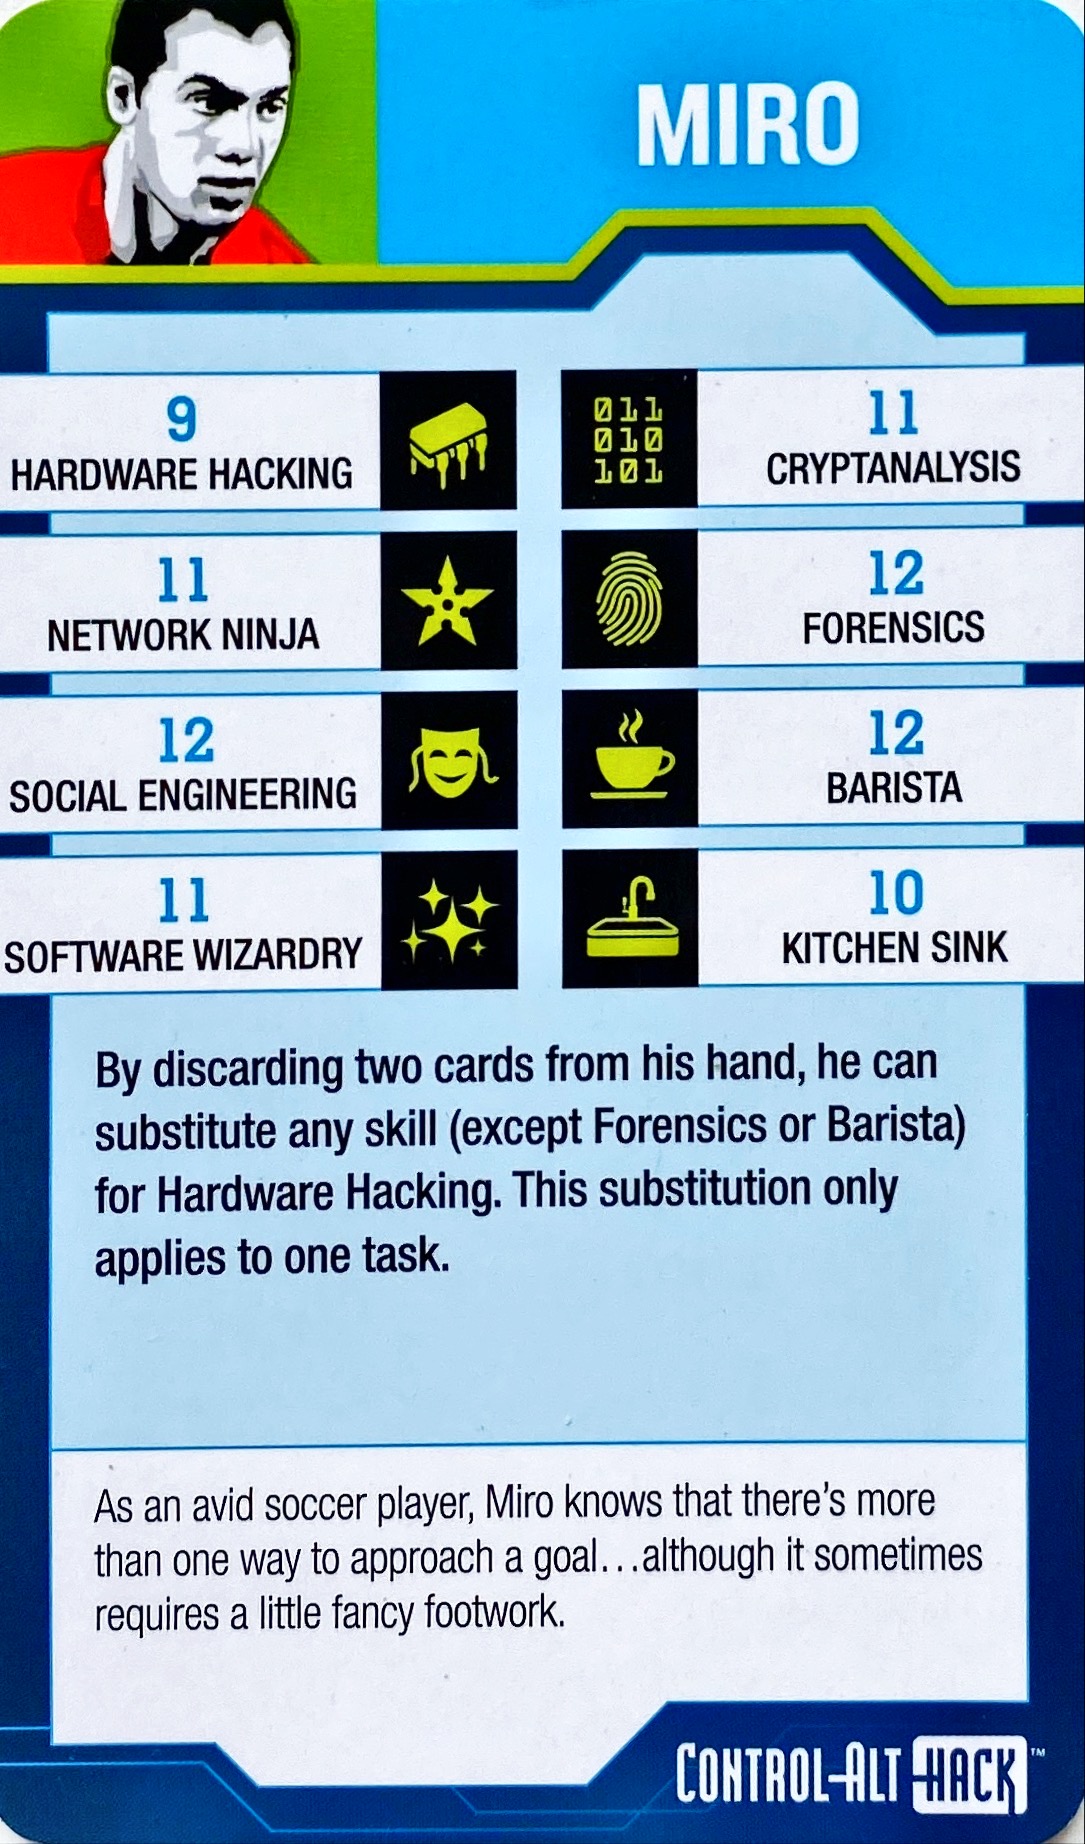 MIRO
9
HARDWARE HACKING
011
010
101
11
CRYPTANALYSIS
11
NETWORK NINJA
12
FORENSICS
12
SOCIAL ENGINEERING
12
BARISTA
11
SOFTWARE WIZARDRY
10
KITCHEN SINK
By discarding two cards from his hand, he can
substitute any skill (except Forensics or Barista)
for Hardware Hacking. This substitution only
applies to one task.
As an avid soccer player, Miro knows that there's more
than one way to approach a goal...although it sometimes
requires a little fancy footwork.
CONTROL-ALT-HACK™